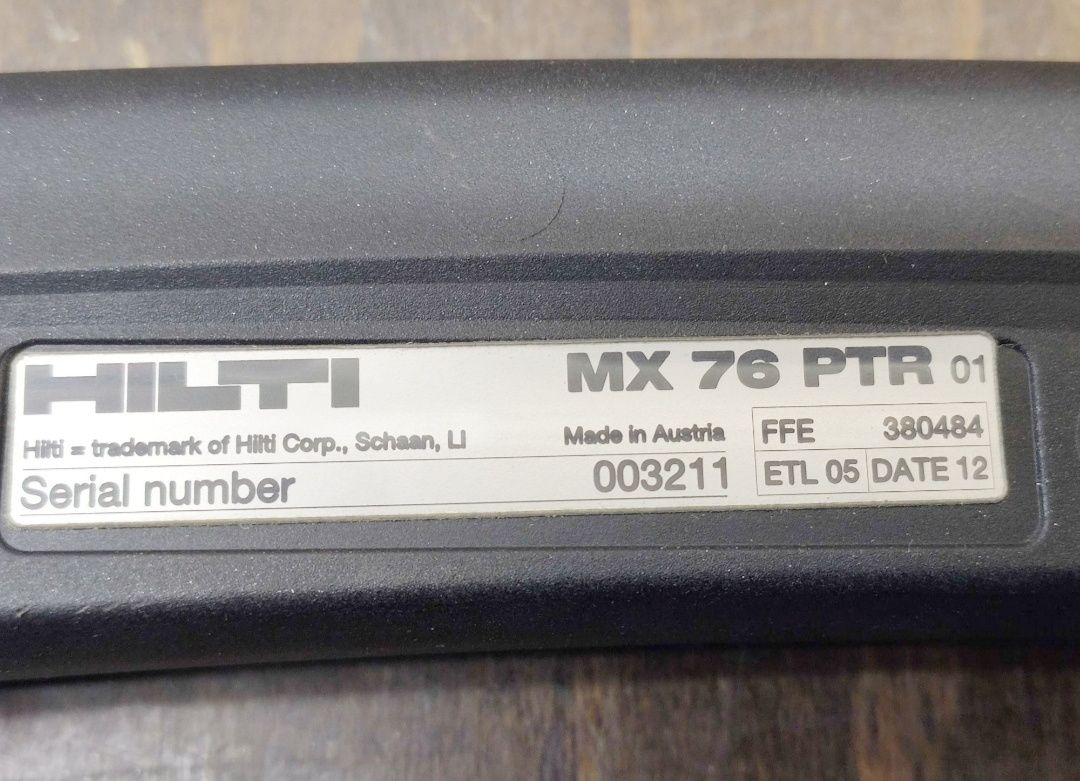 HILTI MX 76 PTR 01
Hilti = trademark of Hilti Corp., Schaan, LI Made in Austria FFE 380484
Serial number 003211 ETL 05 DATE 12